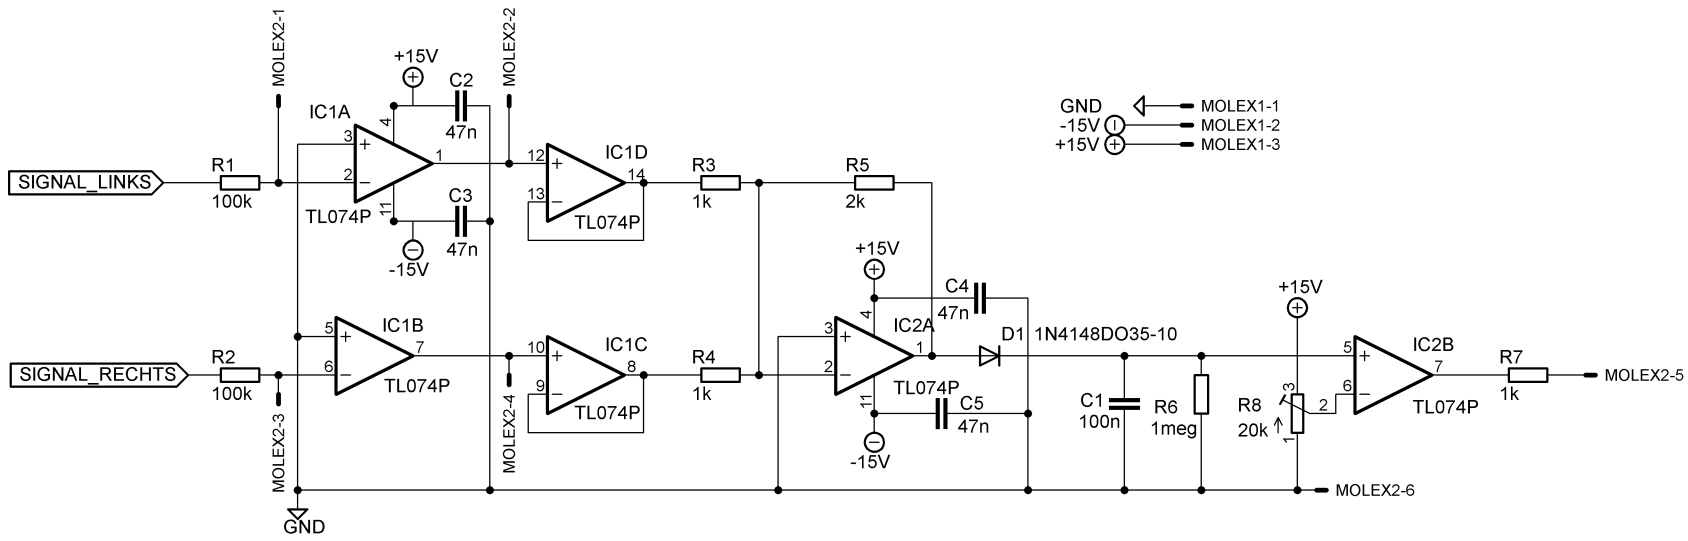 MOLEX2-1
MOLEX2-2
+15V
C2
47n
IC1A
4
3
+
2
-
1
11
TL074P
C3
47n
-15V
SIGNAL_LINKS
R1
100k
IC1D
12
+
13
-
14
TL074P
R3
1k
R5
2k
GND
MOLEX1-1
-15V
MOLEX1-2
+15V
MOLEX1-3
SIGNAL_RECHTS
R2
100k
MOLEX2-3
IC1B
5
+
6
-
7
TL074P
MOLEX2-4
IC1C
10
+
9
-
8
TL074P
R4
1k
+15V
C4
47n
IC2A
4
3
+
2
-
1
11
TL074P
C5
47n
-15V
D1 1N4148DO35-10
C1
100n
R6
1meg
+15V
R8
20k
3
2
1
IC2B
5
+
6
-
7
TL074P
R7
1k
MOLEX2-5
MOLEX2-6
GND